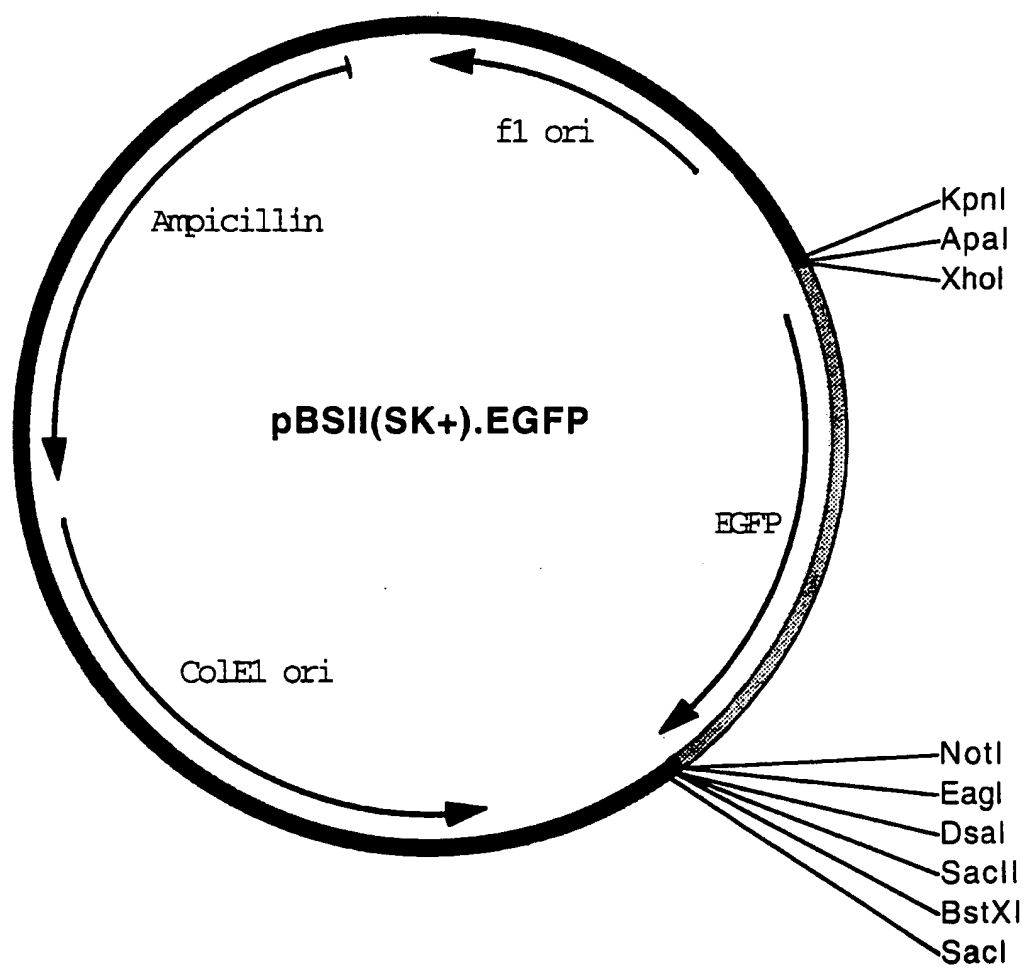 f1 ori
Ampicillin
KpnI
ApaI
XhoI
pBSII(SK+).EGFP
EGFP
ColE1 ori
NotI
EagI
DsaI
SacII
BstXI
SacI